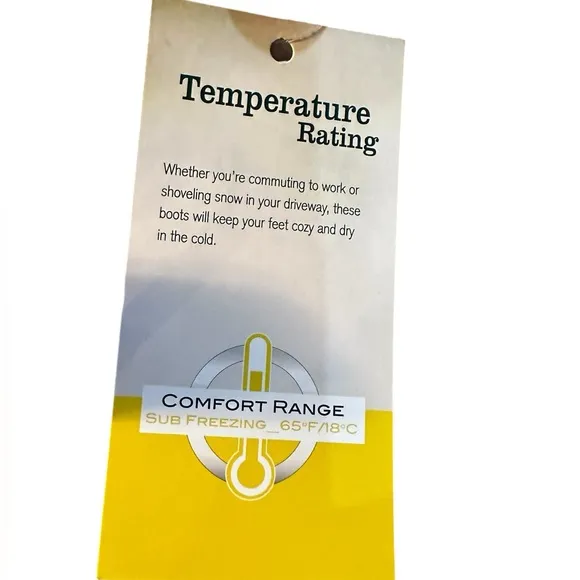 Temperature
Rating
Whether you're commuting to work or
shoveling snow in your driveway, these
boots will keep your feet cozy and dry
in the cold.
COMFORT RANGE
SUB FREEZING_65°F/18°C